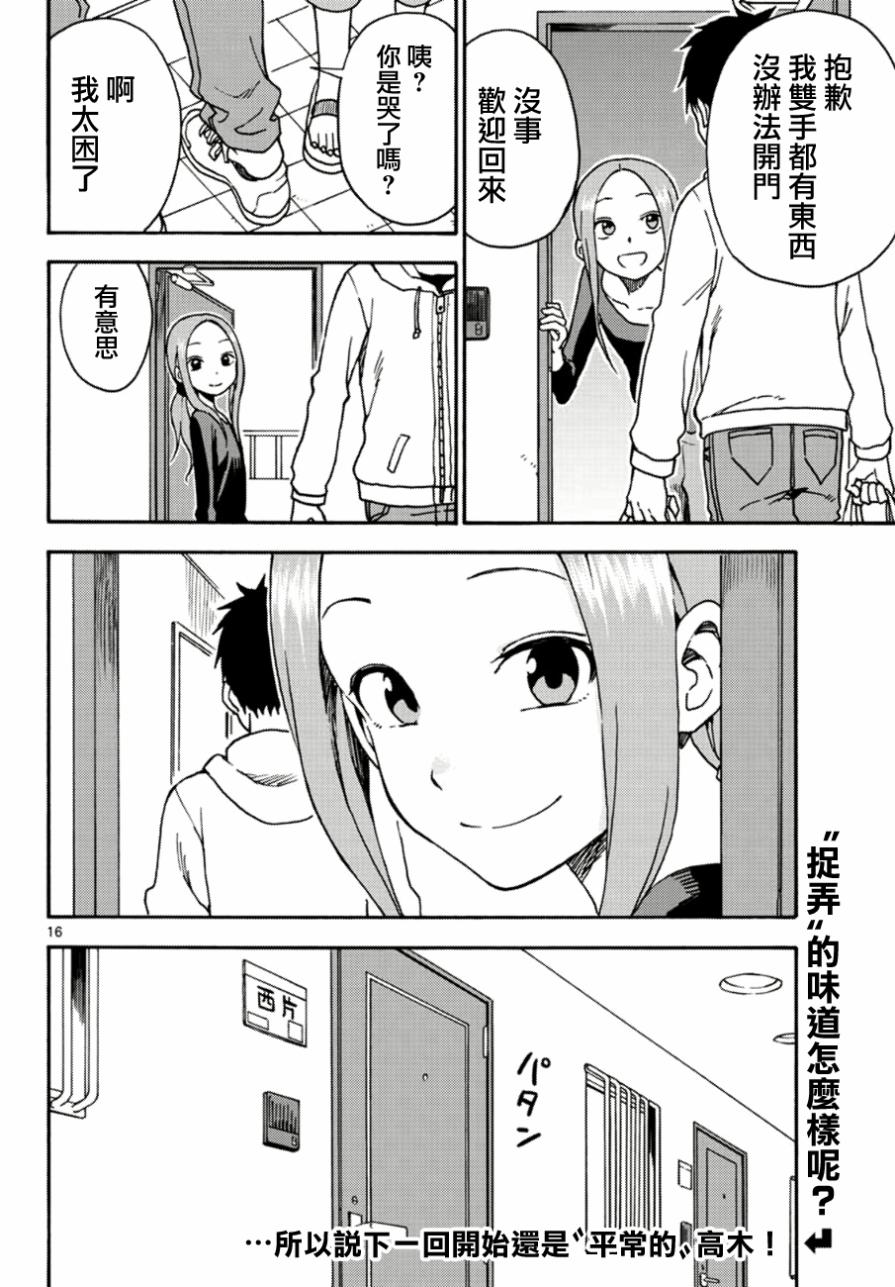 抱歉
我雙手都有東西
沒辦法開門
沒事
歡迎回來
咦?
你是哭了嗎?
啊
我太困了
有意思
16
西片
パタン
〝捉弄〞的味道怎麼樣呢?
…所以説下一回開始還是〝平常的〟高木!